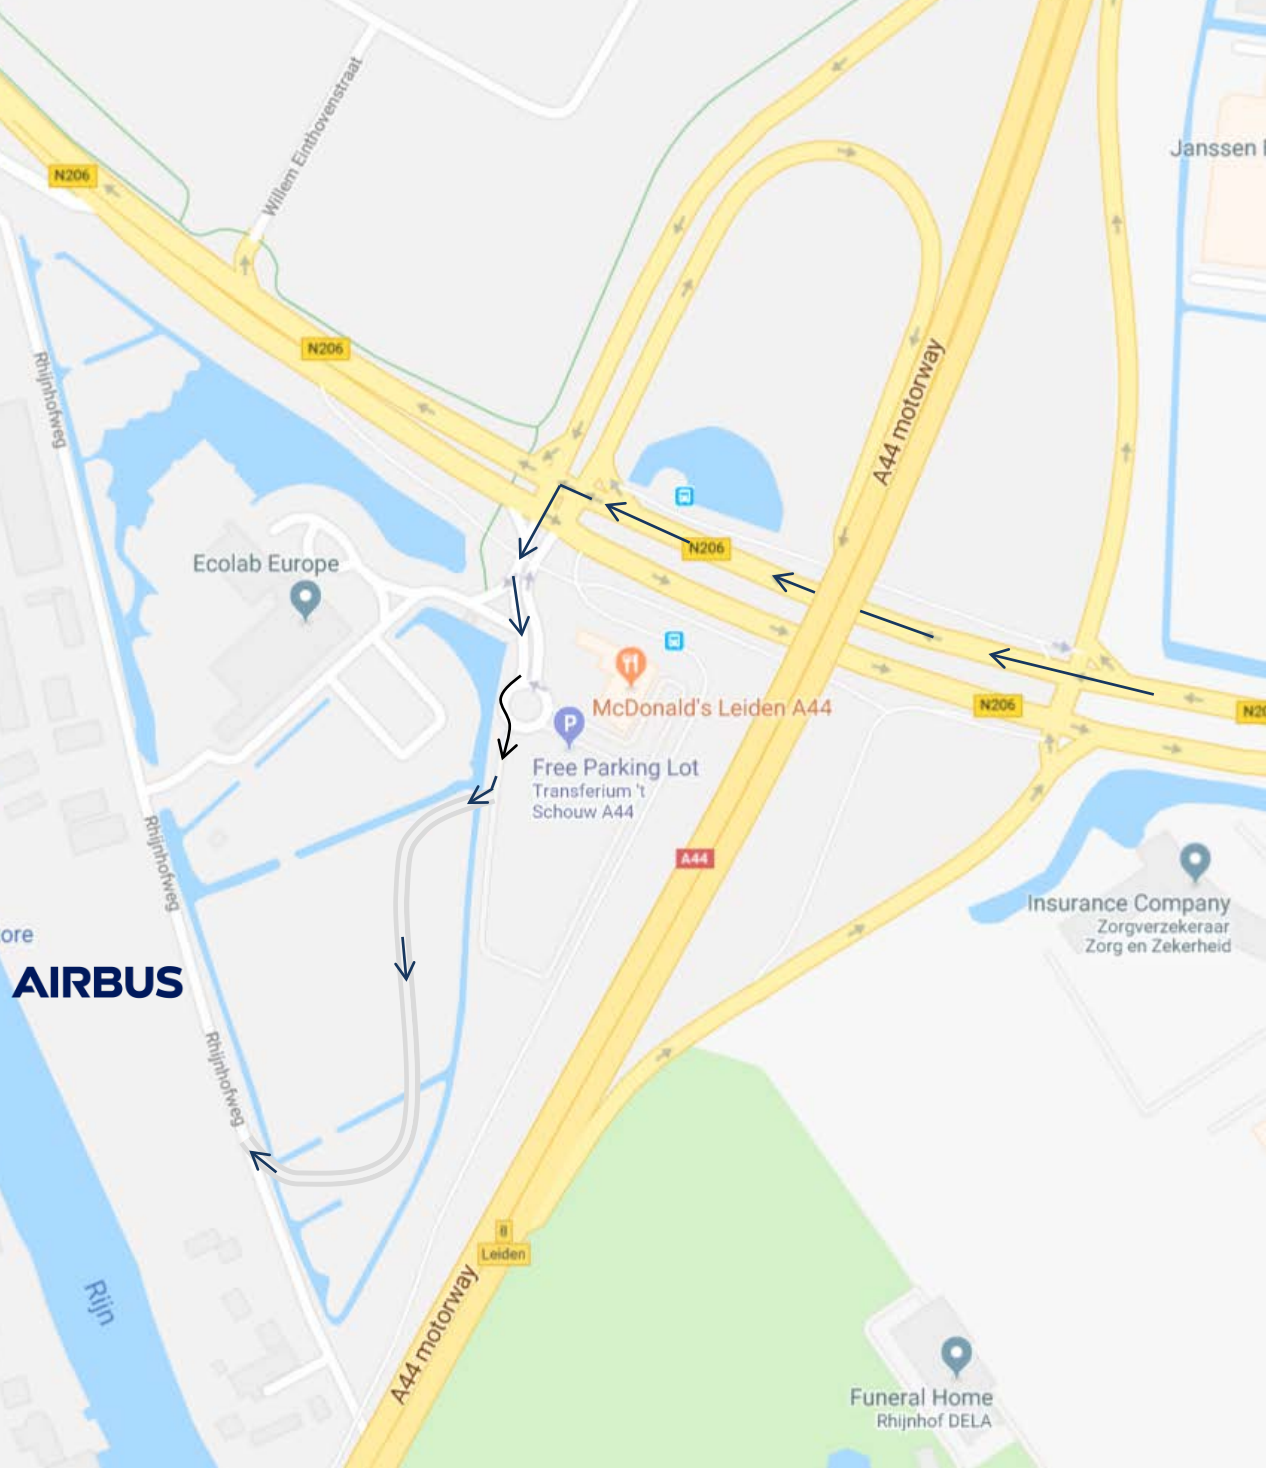 Janssen
Willem Einthovenstraat
N206
N206
Rhijnhofweg
A44 motorway
N206
Ecolab Europe
McDonald's Leiden A44
N206
P
Free Parking Lot
Transferium 't
Schouw A44
A44
Rhijnhofweg
Insurance Company
Zorgverzekeraar
Zorg en Zekerheid
ore
AIRBUS
Rhijnhofweg
8
Leiden
Rijn
A44 motorway
Funeral Home
Rhijnhof DELA